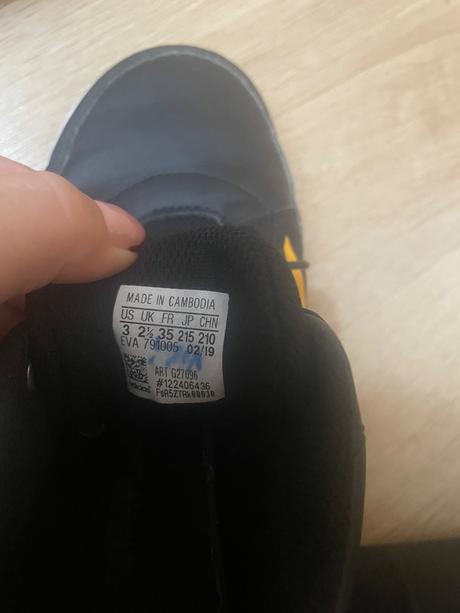 MADE IN CAMBODIA
US UK FR JP CHN
3 2½ 35 215 210
EVA 791005 02/19
ART G27096
#122406436
adidas